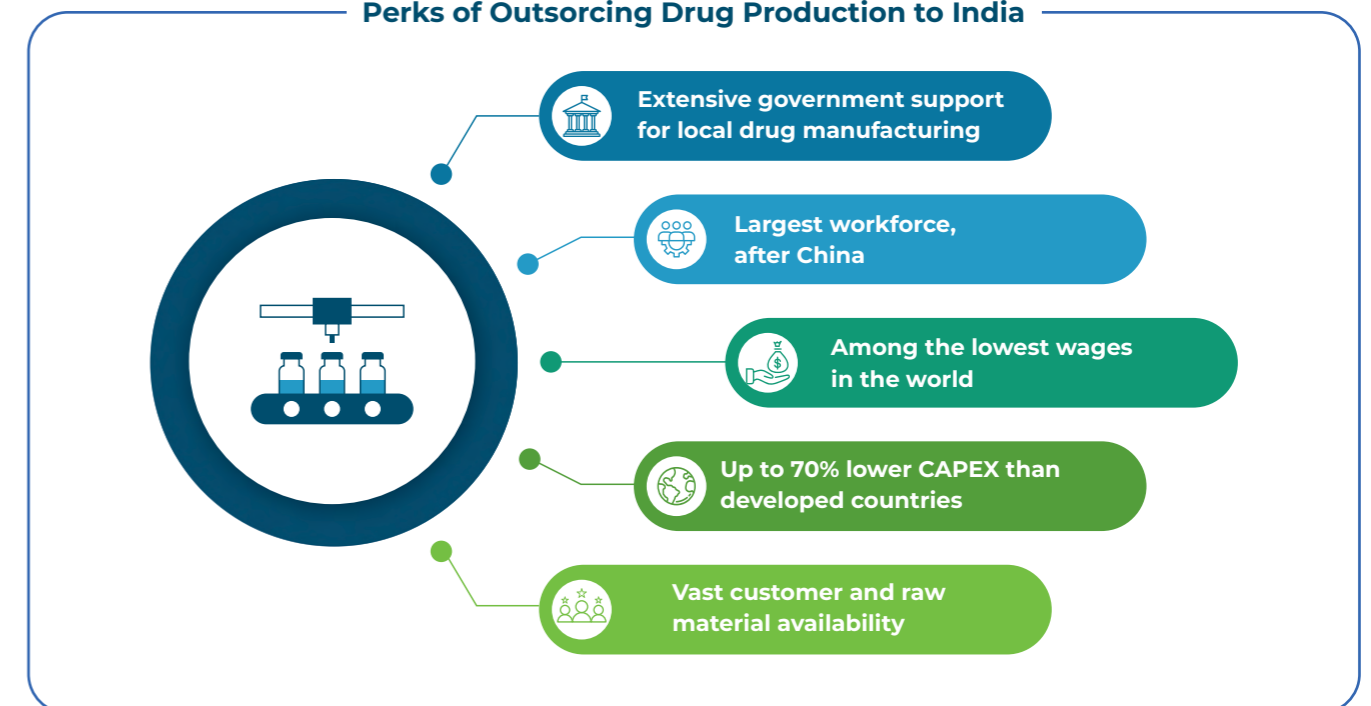 Perks of Outsorcing Drug Production to India
Extensive government support
for local drug manufacturing
Largest workforce,
after China
Among the lowest wages
in the world
Up to 70% lower CAPEX than
developed countries
Vast customer and raw
material availability